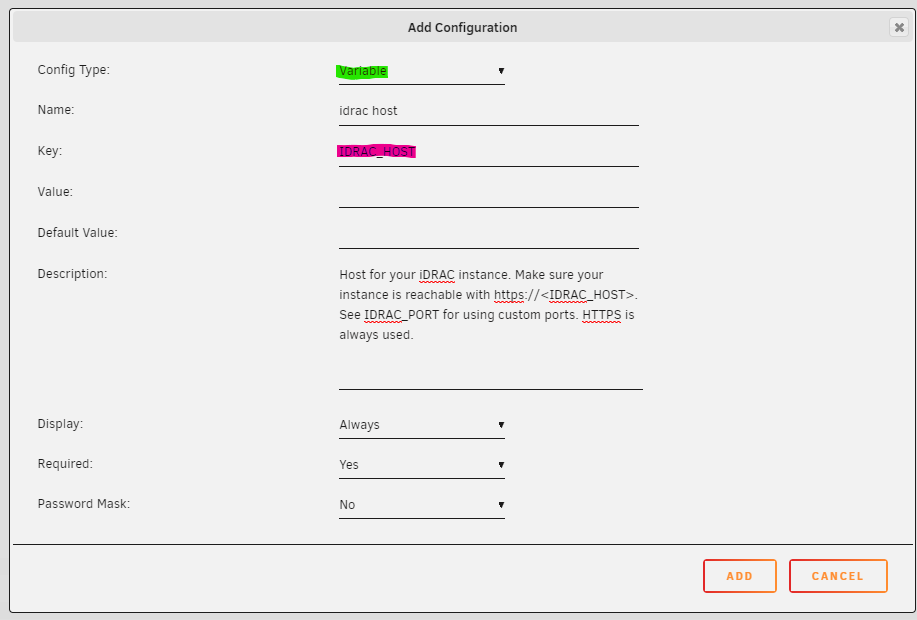 Add Configuration
Config Type: Variable
Name: idrac host
Key: IDRAC_HOST
Value:
Default Value:
Description: Host for your iDRAC instance. Make sure your
instance is reachable with https://<IDRAC_HOST>.
See IDRAC_PORT for using custom ports. HTTPS is
always used.
Display: Always
Required: Yes
Password Mask: No
ADD CANCEL